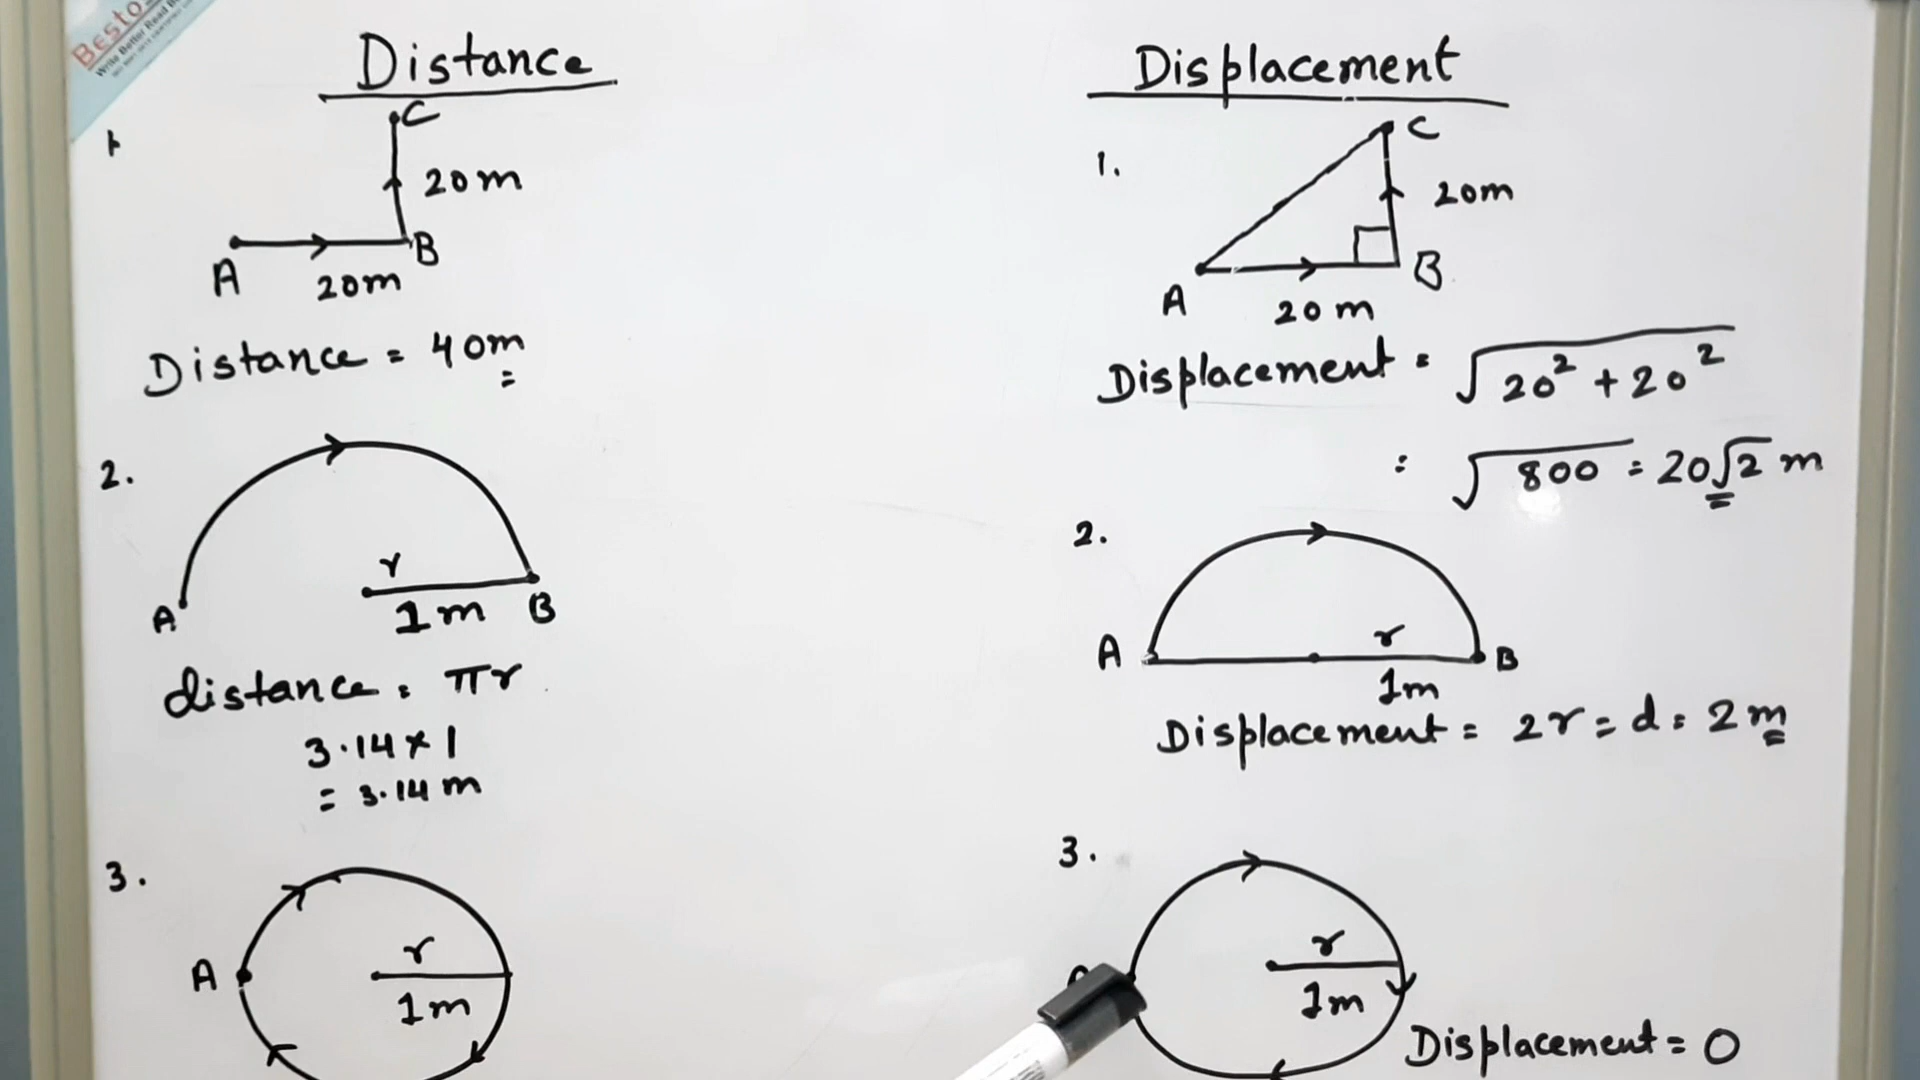 Distance
1
C
20m
A
B
20m
Distance = 40m
2.
r
A
1m
B
distance = πr
3.14 × 1
= 3.14 m
3.
r
A
1m
Displacement
1.
C
20m
B
A
20 m
Displacement = √20² + 20²
= √800 = 20√2 m
2.
r
A
B
1m
Displacement = 2r = d = 2m
3.
r
1m
Displacement = 0